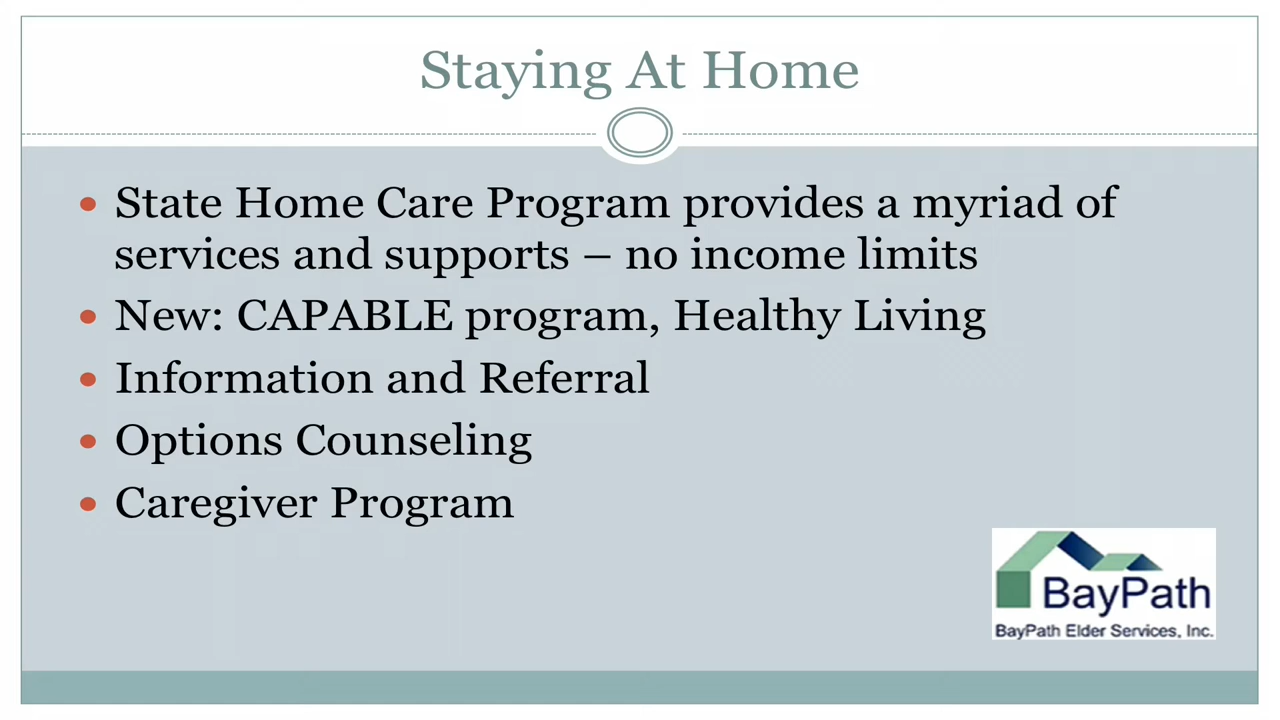 Staying At Home
State Home Care Program provides a myriad of
services and supports – no income limits
New: CAPABLE program, Healthy Living
Information and Referral
Options Counseling
Caregiver Program
BayPath
BayPath Elder Services, Inc.